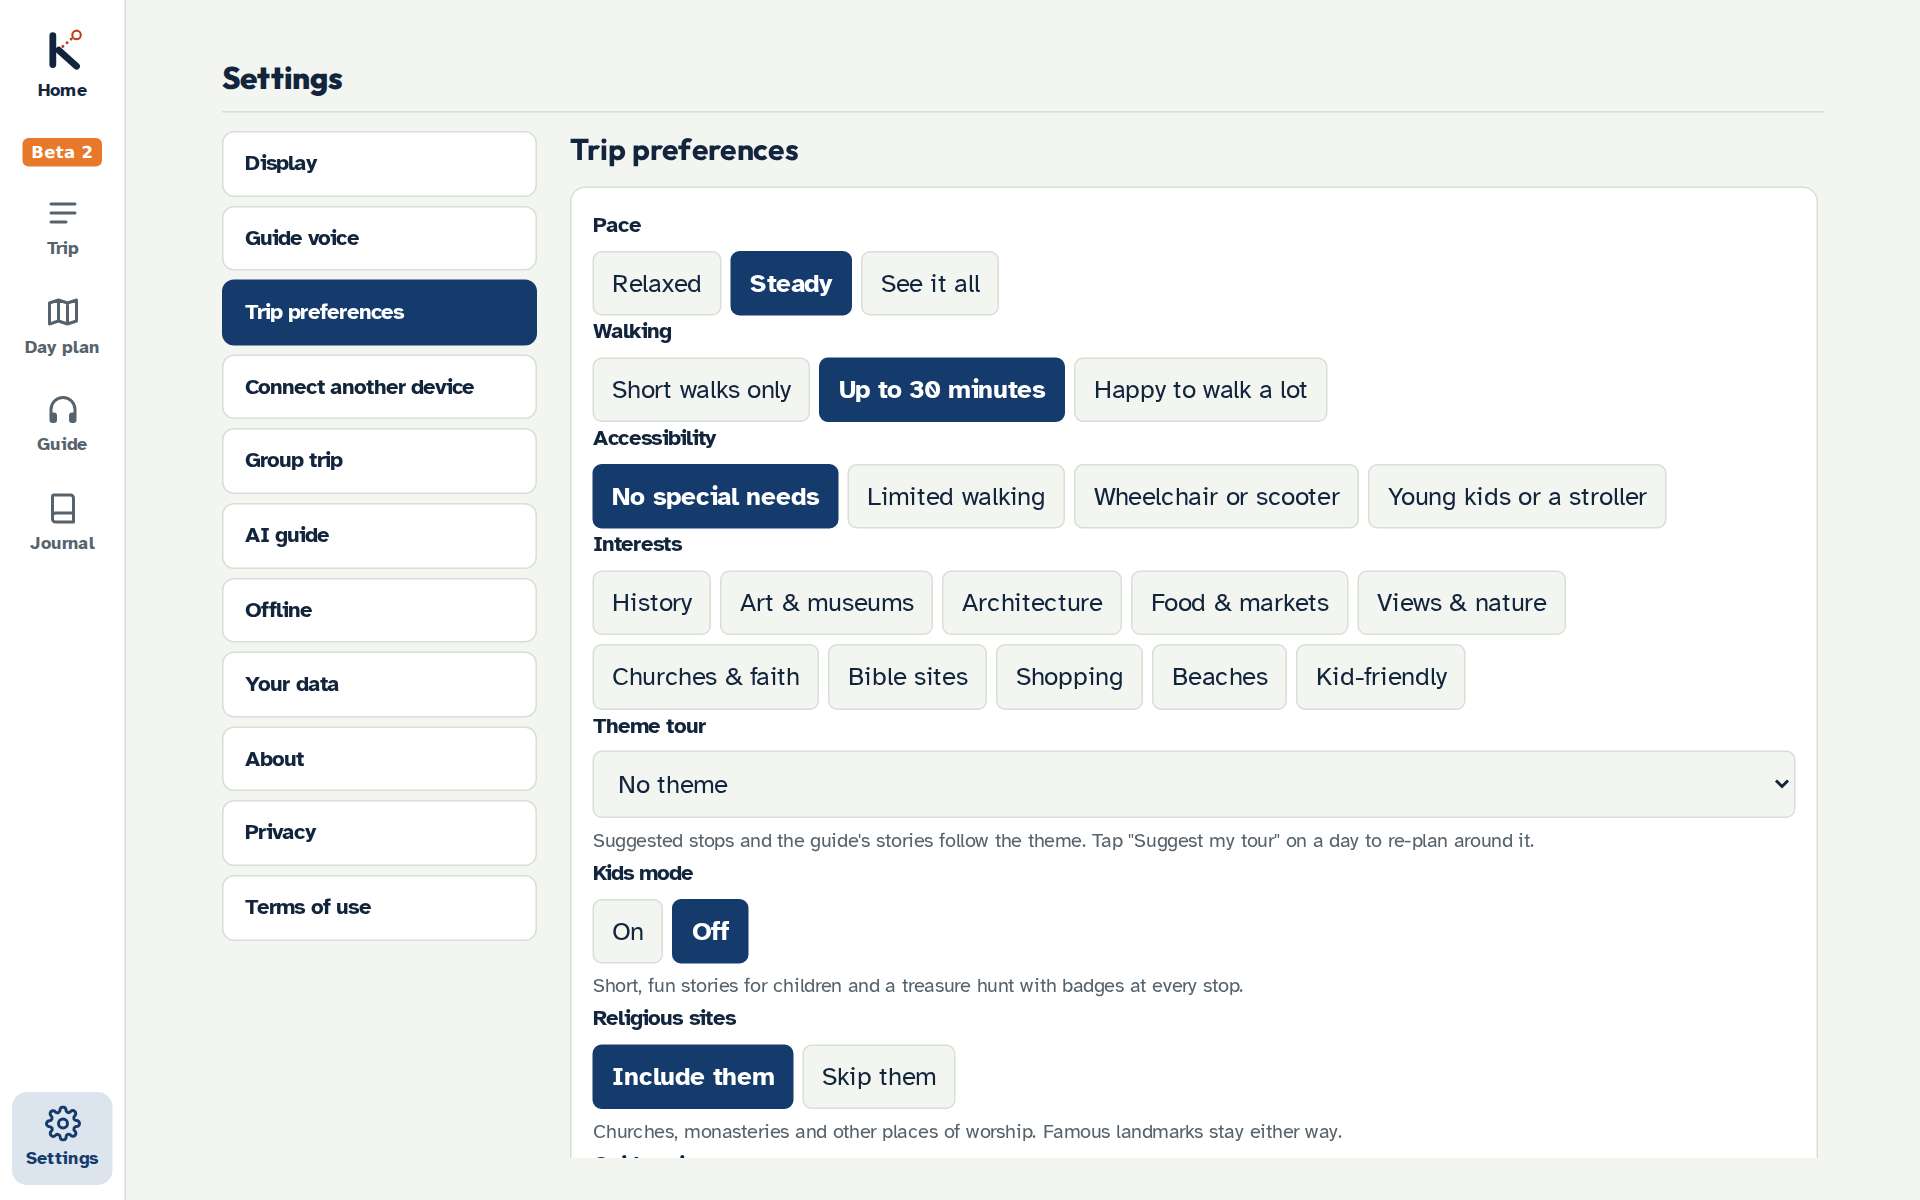 Home
Beta 2
Trip
Day plan
Guide
Journal
Settings
Settings
Display
Guide voice
Trip preferences
Connect another device
Group trip
AI guide
Offline
Your data
About
Privacy
Terms of use
Trip preferences
Pace
Relaxed Steady See it all
Walking
Short walks only Up to 30 minutes Happy to walk a lot
Accessibility
No special needs Limited walking Wheelchair or scooter Young kids or a stroller
Interests
History Art & museums Architecture Food & markets Views & nature
Churches & faith Bible sites Shopping Beaches Kid-friendly
Theme tour
No theme
Suggested stops and the guide's stories follow the theme. Tap "Suggest my tour" on a day to re-plan around it.
Kids mode
On Off
Short, fun stories for children and a treasure hunt with badges at every stop.
Religious sites
Include them Skip them
Churches, monasteries and other places of worship. Famous landmarks stay either way.